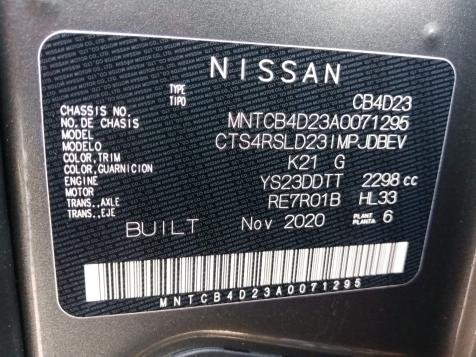 NISSAN
TYPE
TIPO CB4D23
CHASSIS NO.
NO. DE CHASIS MNTCB4D23A0071295
MODEL
MODELO CTS4RSLD23IMPJDBEV
COLOR, TRIM
COLOR, GUARNICION K21 G
ENGINE
MOTOR YS23DDTT 2298 cc
TRANS., AXLE
TRANS., EJE RE7R01B HL33
BUILT Nov 2020 PLANT
PLANTA: 6
MNTCB4D23A0071295